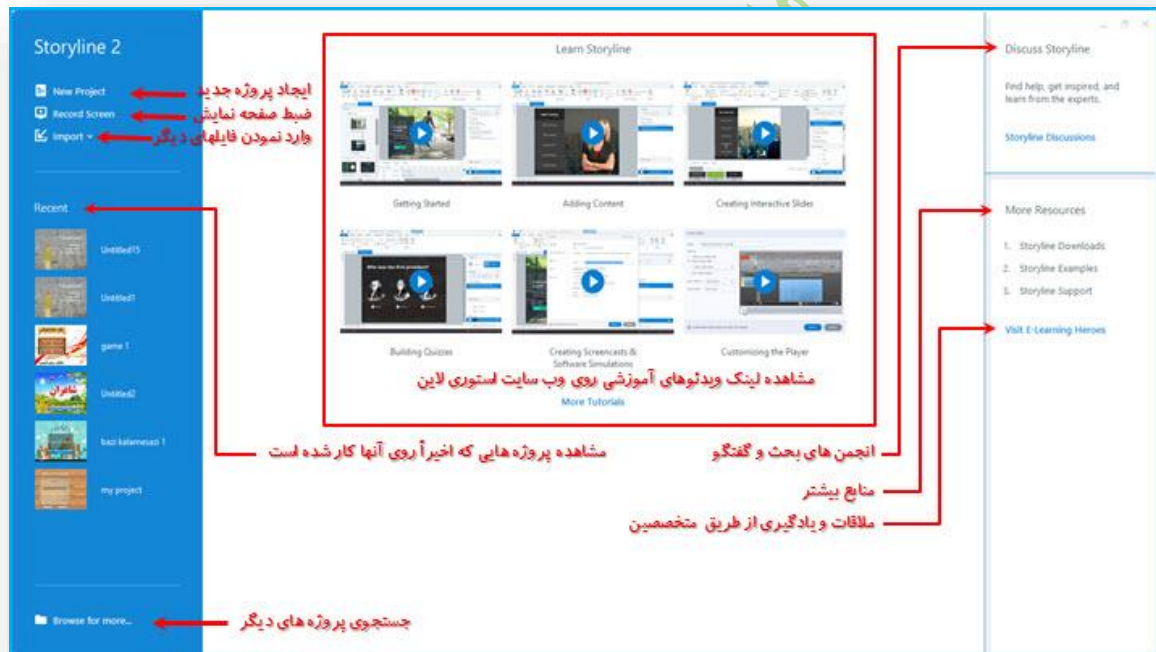 Storyline 2
New Project
ایجاد پروژه جدید
Record Screen
ضبط صفحه نمایش
Import
وارد نمودن فایلهای دیگر
Recent
Untitled15
Untitled1
game 1
شاعران
Untitled2
bazi kalamesazi 1
my project
Browse for more...
جستجوی پروژه های دیگر
Learn Storyline
Getting Started
Adding Content
Creating Interactive Slides
Building Quizzes
Creating Screencasts &
Software Simulations
Customizing the Player
مشاهده لینک ویدئوهای آموزشی روی وب سایت استوری لاین
More Tutorials
مشاهده پروژه هایی که اخیراً روی آنها کار شده است
انجمن های بحث و گفتگو
منابع بیشتر
ملاقات و یادگیری از طریق متخصصین
Discuss Storyline
Find help, get inspired, and
learn from the experts.
Storyline Discussions
More Resources
1. Storyline Downloads
2. Storyline Examples
3. Storyline Support
Visit E-Learning Heroes